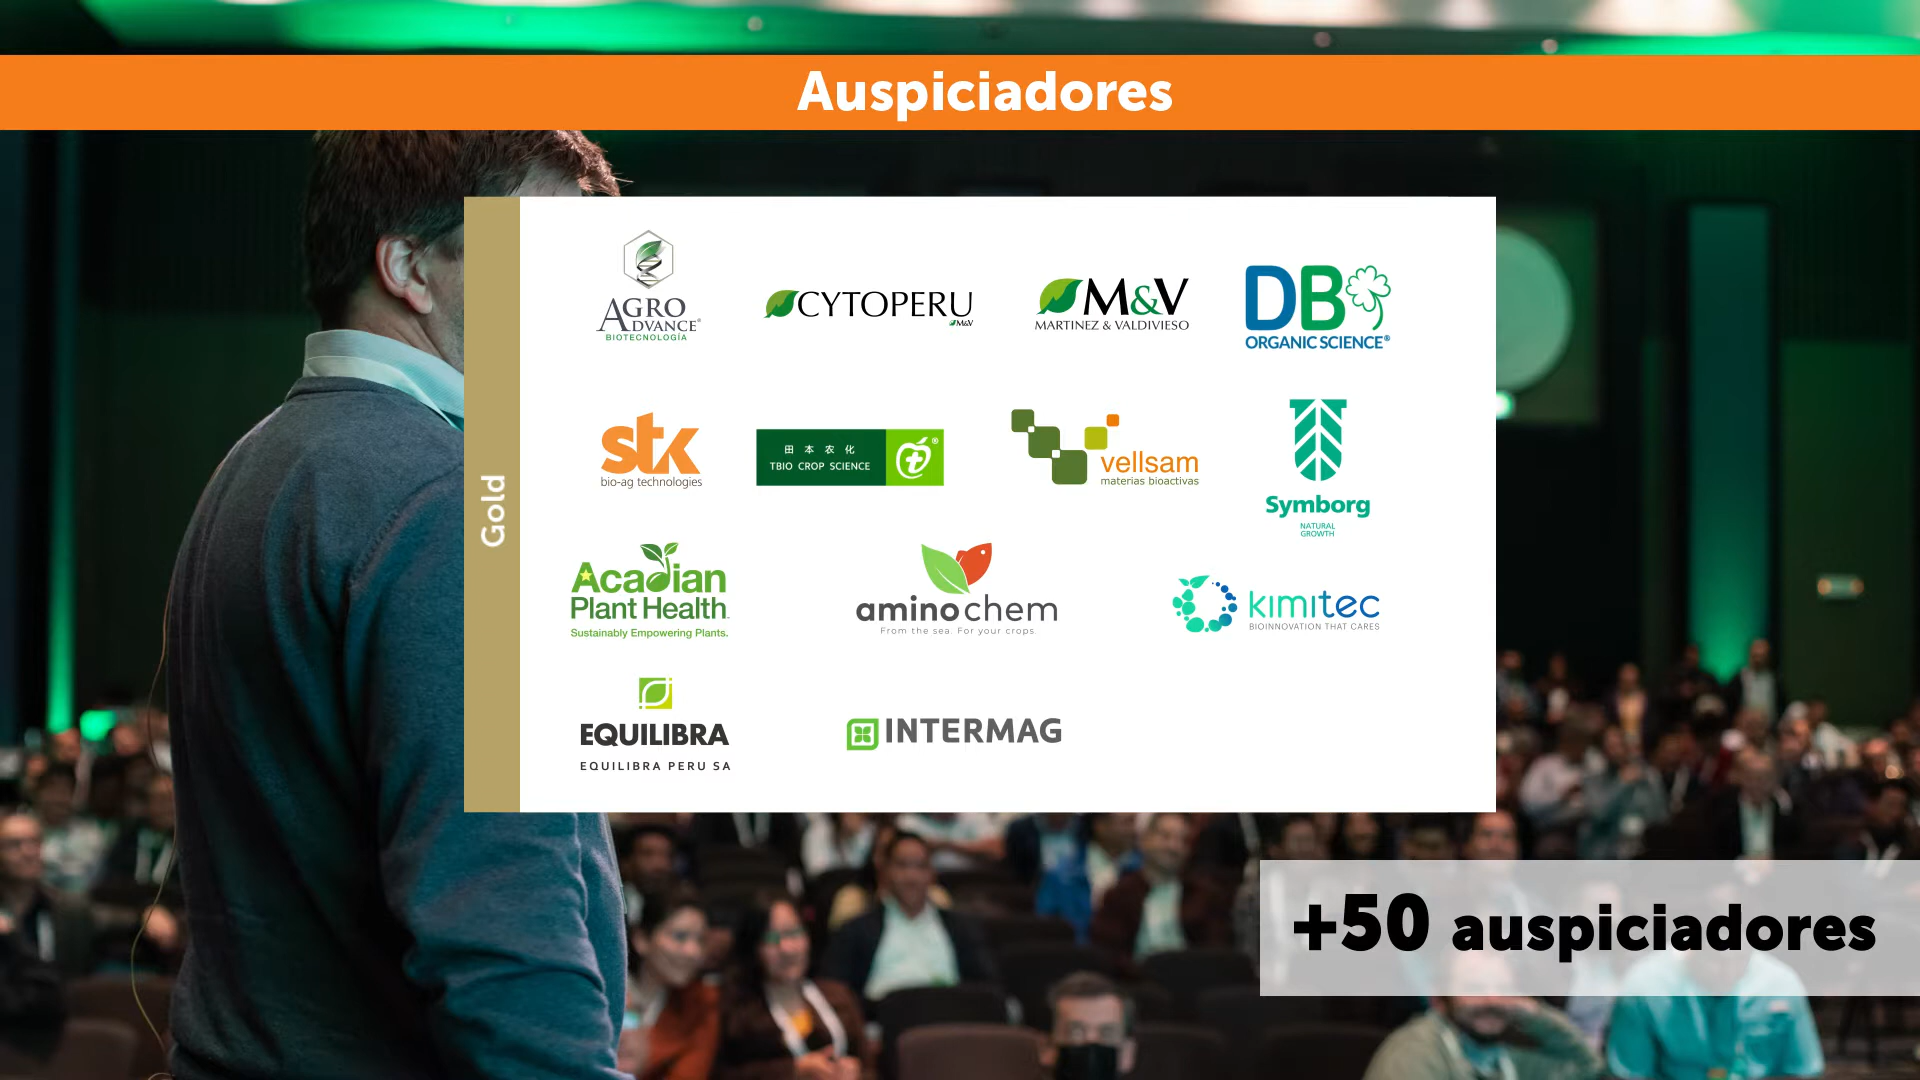 Auspiciadores
Gold
AGRO
ADVANCE®
BIOTECNOLOGÍA
CYTOPERU
M&V
M&V
MARTINEZ & VALDIVIESO
DB
ORGANIC SCIENCE®
stk
bio-ag technologies
田本农化
TBIO CROP SCIENCE
®
vellsam
materias bioactivas
Symborg
NATURAL
GROWTH
Acadian
Plant Health
Sustainably Empowering Plants.
aminochem
From the sea. For your crops
kimitec
BIOINNOVATION THAT CARES
EQUILIBRA
EQUILIBRA PERU SA
INTERMAG
+50 auspiciadores